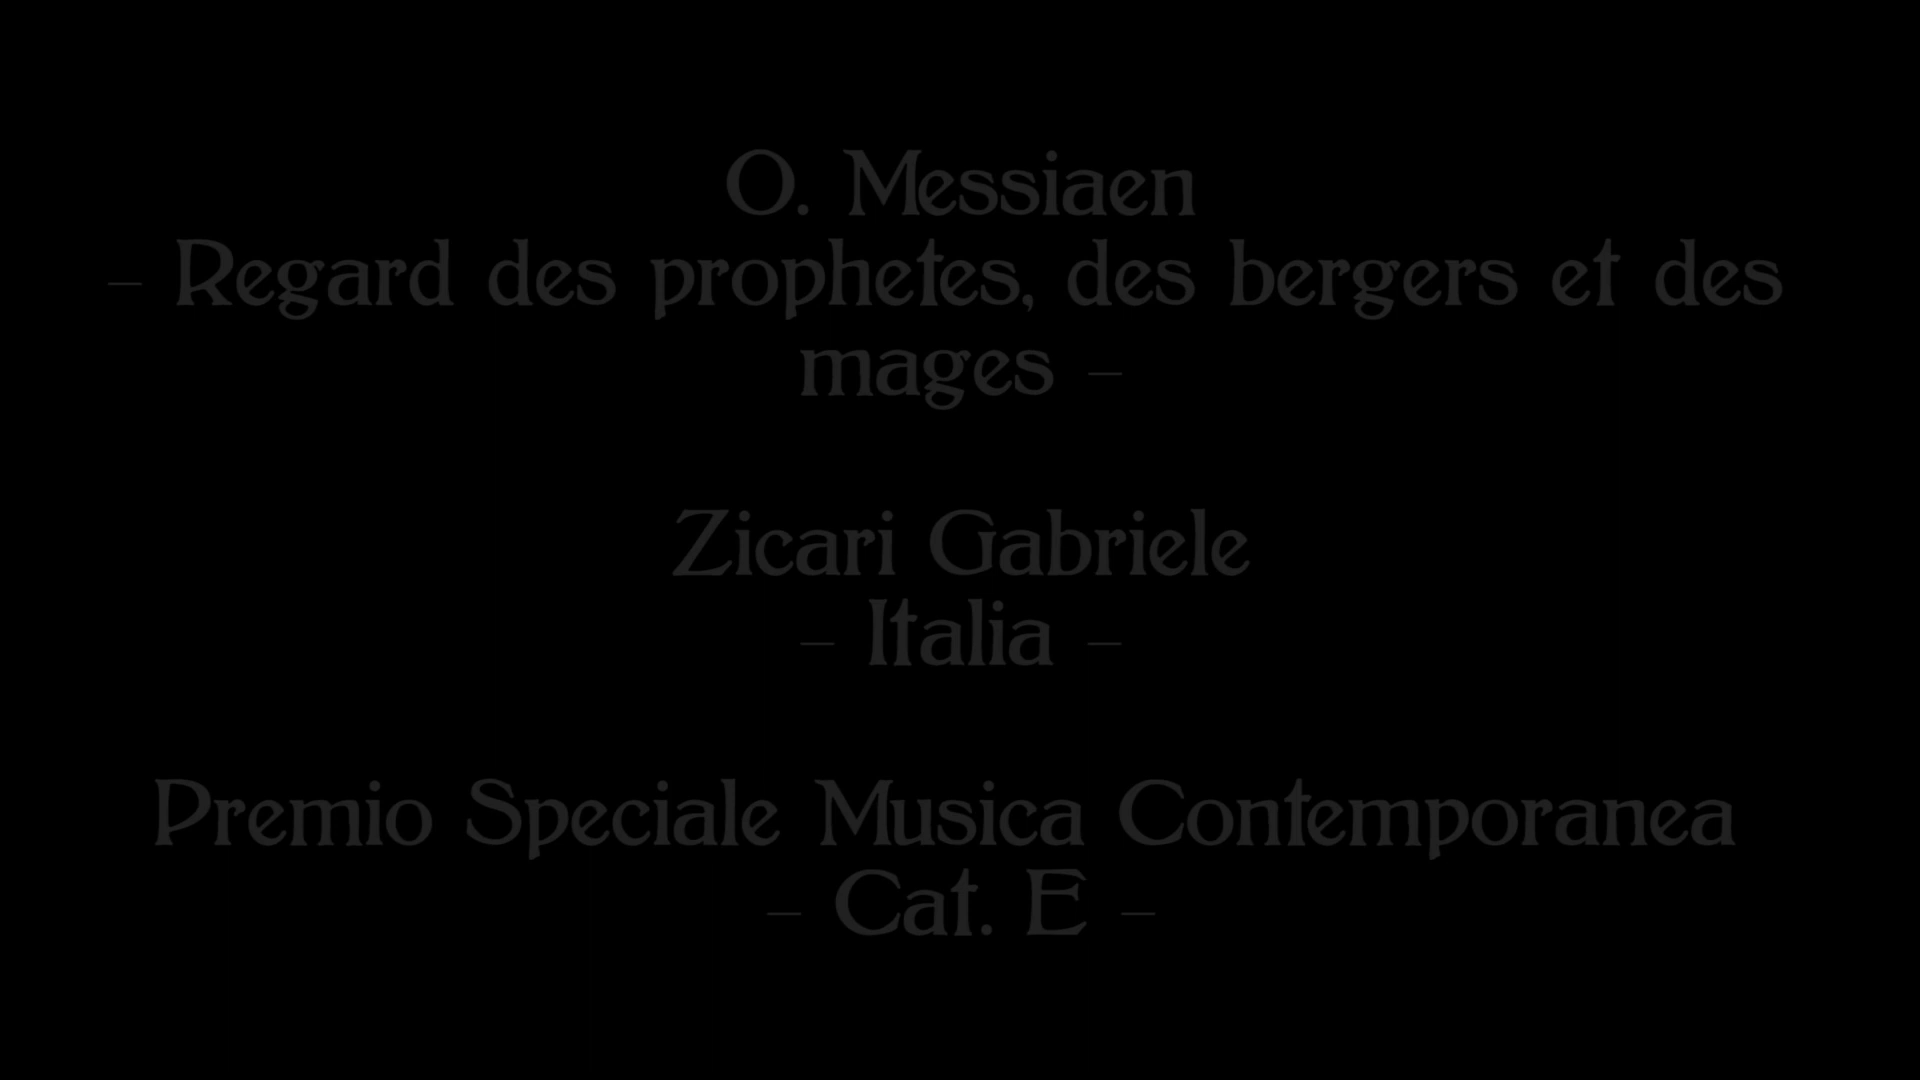 O. Messiaen
– Regard des prophetes, des bergers et des
mages –
Zicari Gabriele
– Italia –
Premio Speciale Musica Contemporanea
– Cat. E –